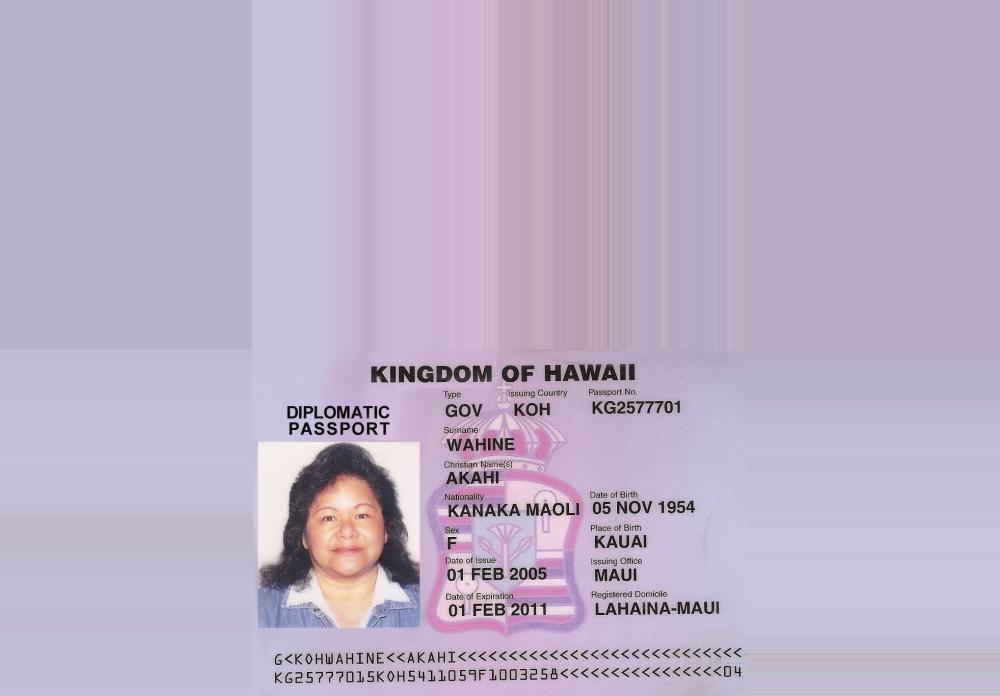 KINGDOM OF HAWAII
Type Issuing Country Passport No.
GOV KOH KG2577701
DIPLOMATIC
PASSPORT
Surname
WAHINE
Christian Name(s)
AKAHI
Nationality Date of Birth
KANAKA MAOLI 05 NOV 1954
Sex Place of Birth
F KAUAI
Date of Issue Issuing Office
01 FEB 2005 MAUI
Date of Expiration Registered Domicile
01 FEB 2011 LAHAINA-MAUI
G<KOHWAHINE<<AKAHI<<<<<<<<<<<<<<<<<<<<<<<<<<<
KG25777015KOH5411059F1003258<<<<<<<<<<<<<<<<<<<04